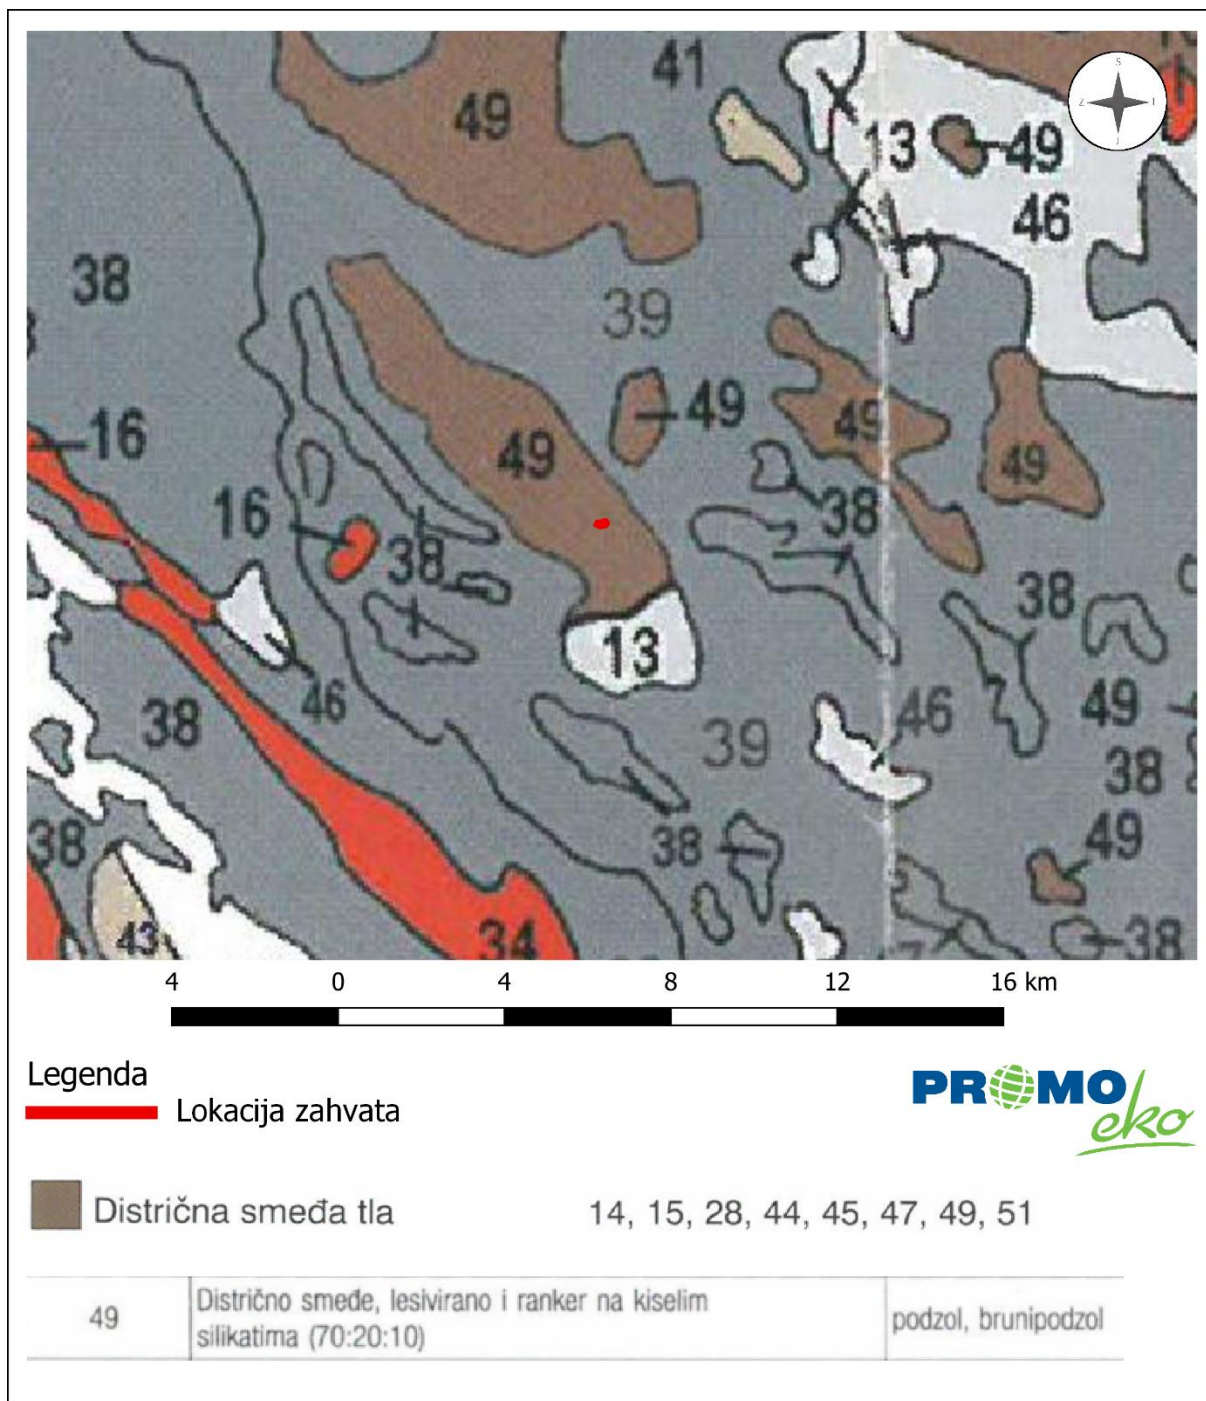 41
49
S
Z
I
J
13
49
46
38
39
49
16
49
49
49
16
38
38
38
13
46
38
39
46
49
38
38
38
49
43
34
38
4 0 4 8 12 16 km
Legenda
Lokacija zahvata
PROMO
eko
Distrična smeđa tla 14, 15, 28, 44, 45, 47, 49, 51
49 Distrično smeđe, lesivirano i ranker na kiselim
silikatima (70:20:10) podzol, brunipodzol